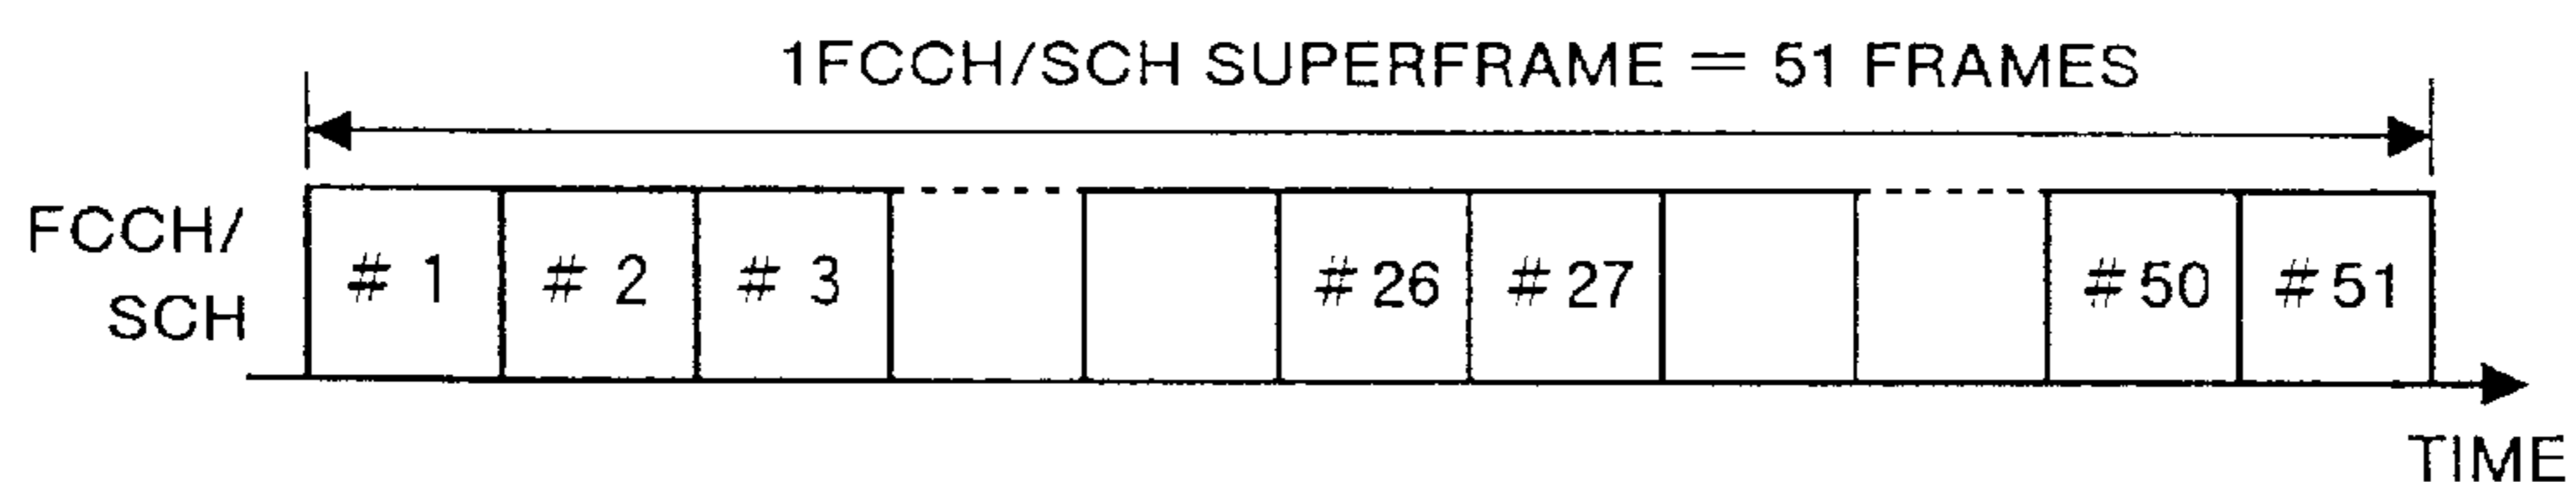 1FCCH/SCH SUPERFRAME = 51 FRAMES
FCCH/
SCH
# 1 # 2 # 3 # 26 # 27 # 50 # 51
TIME